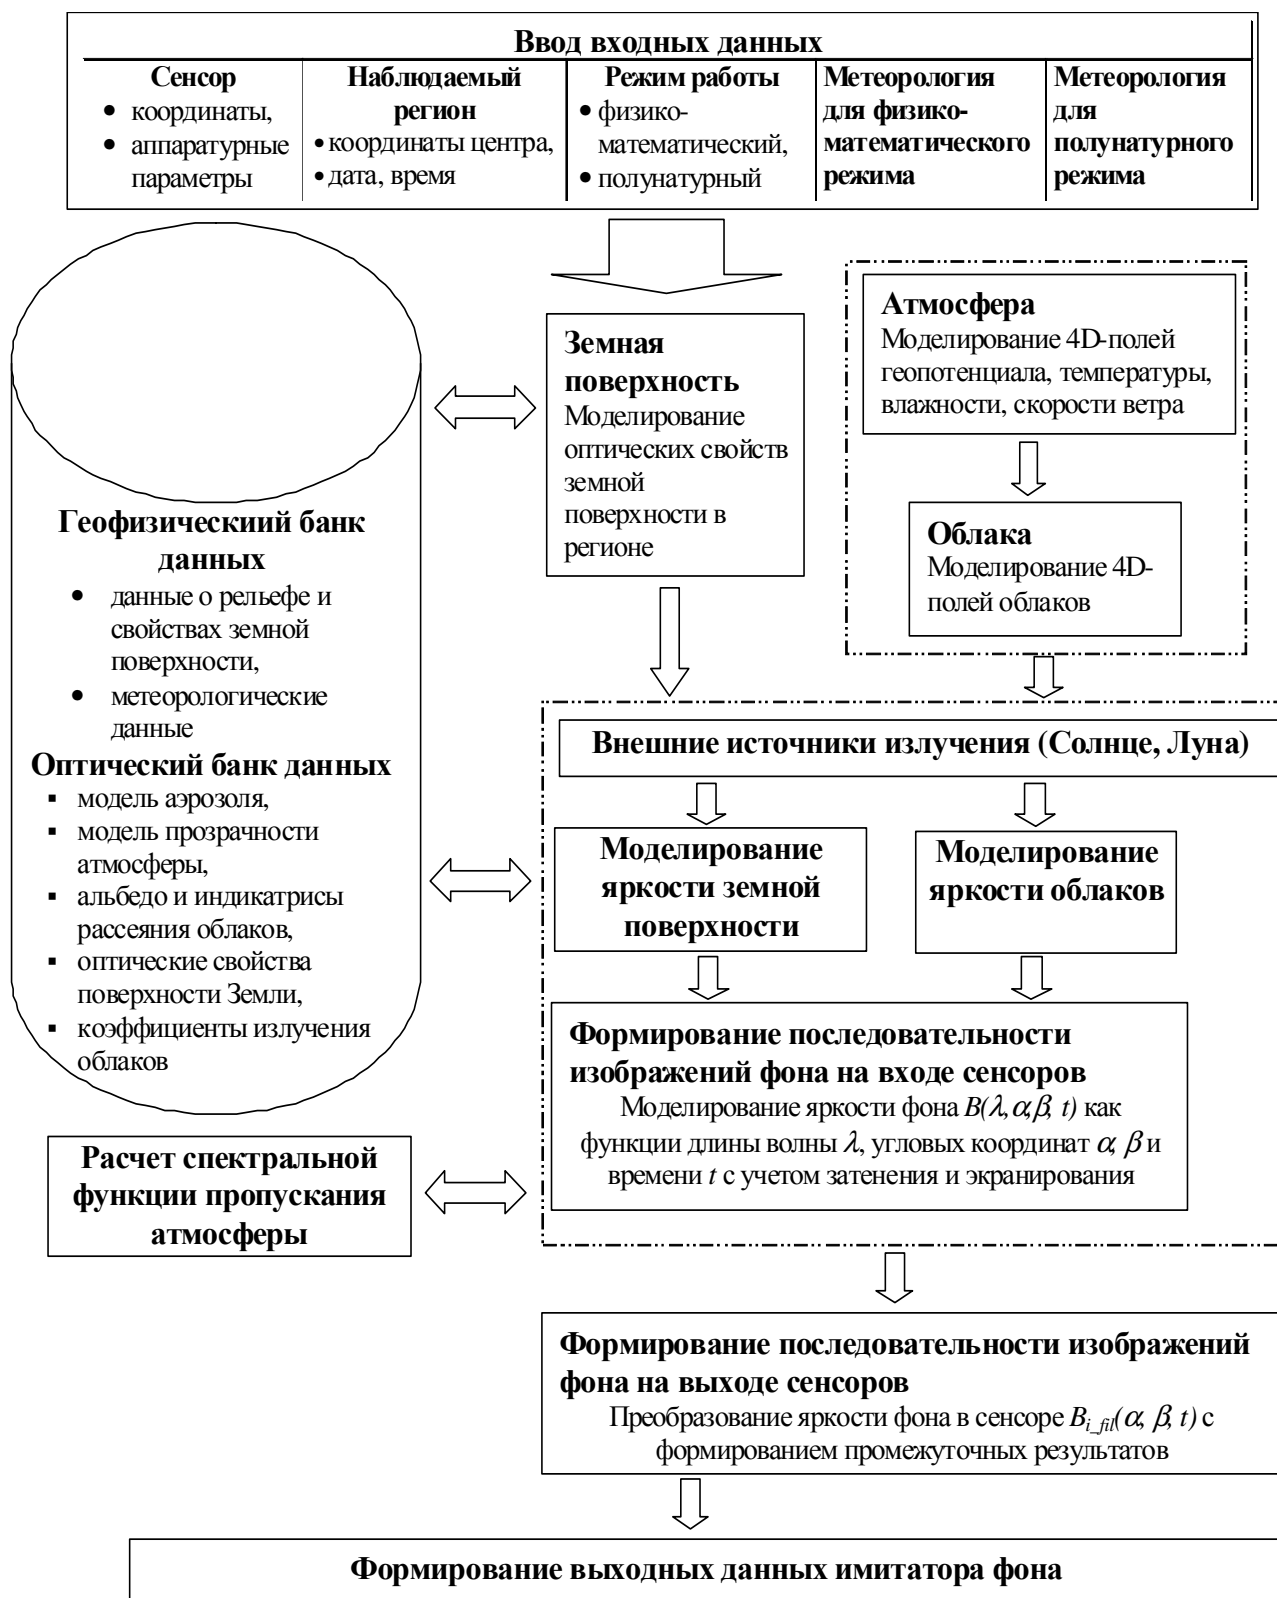 Ввод входных данных
Сенсор
• координаты,
• аппаратурные
параметры
Наблюдаемый
регион
• координаты центра,
• дата, время
Режим работы
• физико-
математический,
• полунатурный
Метеорология
для физико-
математического
режима
Метеорология
для
полунатурного
режима
Земная
поверхность
Моделирование
оптических свойств
земной
поверхности в
регионе
Атмосфера
Моделирование 4D-полей
геопотенциала, температуры,
влажности, скорости ветра
Облака
Моделирование 4D-
полей облаков
Геофизическиий банк
данных
• данные о рельефе и
свойствах земной
поверхности,
• метеорологические
данные
Оптический банк данных
▪ модель аэрозоля,
▪ модель прозрачности
атмосферы,
▪ альбедо и индикатрисы
рассеяния облаков,
▪ оптические свойства
поверхности Земли,
▪ коэффициенты излучения
облаков
Внешние источники излучения (Солнце, Луна)
Моделирование
яркости земной
поверхности
Моделирование
яркости облаков
Формирование последовательности
изображений фона на входе сенсоров
Моделирование яркости фона B(λ,α,β, t) как
функции длины волны λ, угловых координат α, β и
времени t с учетом затенения и экранирования
Расчет спектральной
функции пропускания
атмосферы
Формирование последовательности изображений
фона на выходе сенсоров
Преобразование яркости фона в сенсоре B_{i_fil}(α, β, t) с
формированием промежуточных результатов
Формирование выходных данных имитатора фона